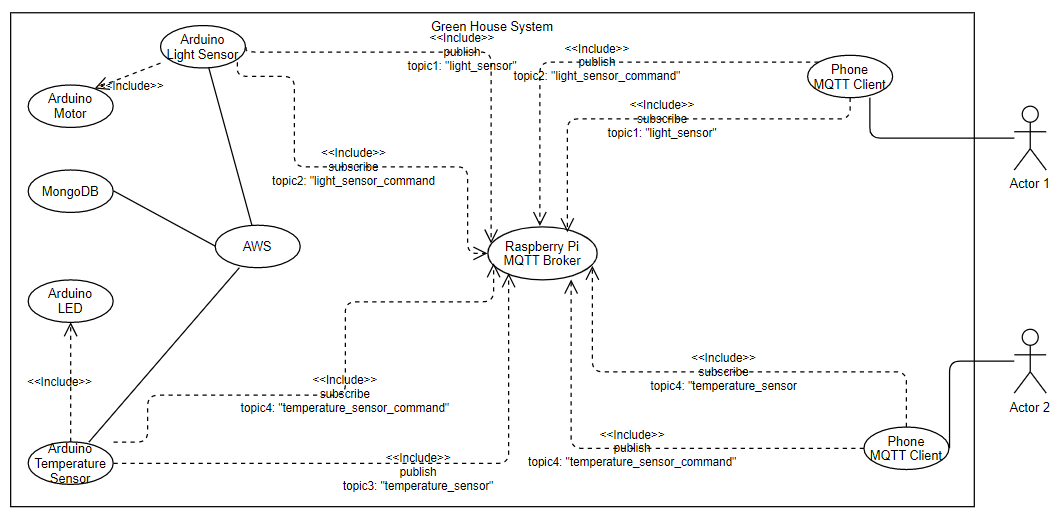 Green House System
Arduino
Light Sensor
<<Include>>
publish
topic1: "light_sensor"
<<Include>>
publish
topic2: "light_sensor_command"
Phone
MQTT Client
<<Include>>
Arduino
Motor
<<Include>>
subscribe
topic1: "light_sensor"
<<Include>>
subscribe
topic2: "light_sensor_command
Actor 1
MongoDB
AWS
Raspberry Pi
MQTT Broker
Arduino
LED
<<Include>>
<<Include>>
subscribe
topic4: "temperature_sensor_command"
<<Include>>
subscribe
topic4: "temperature_sensor
Actor 2
<<Include>>
publish
topic4: "temperature_sensor_command"
Phone
MQTT Client
Arduino
Temperature
Sensor
<<Include>>
publish
topic3: "temperature_sensor"